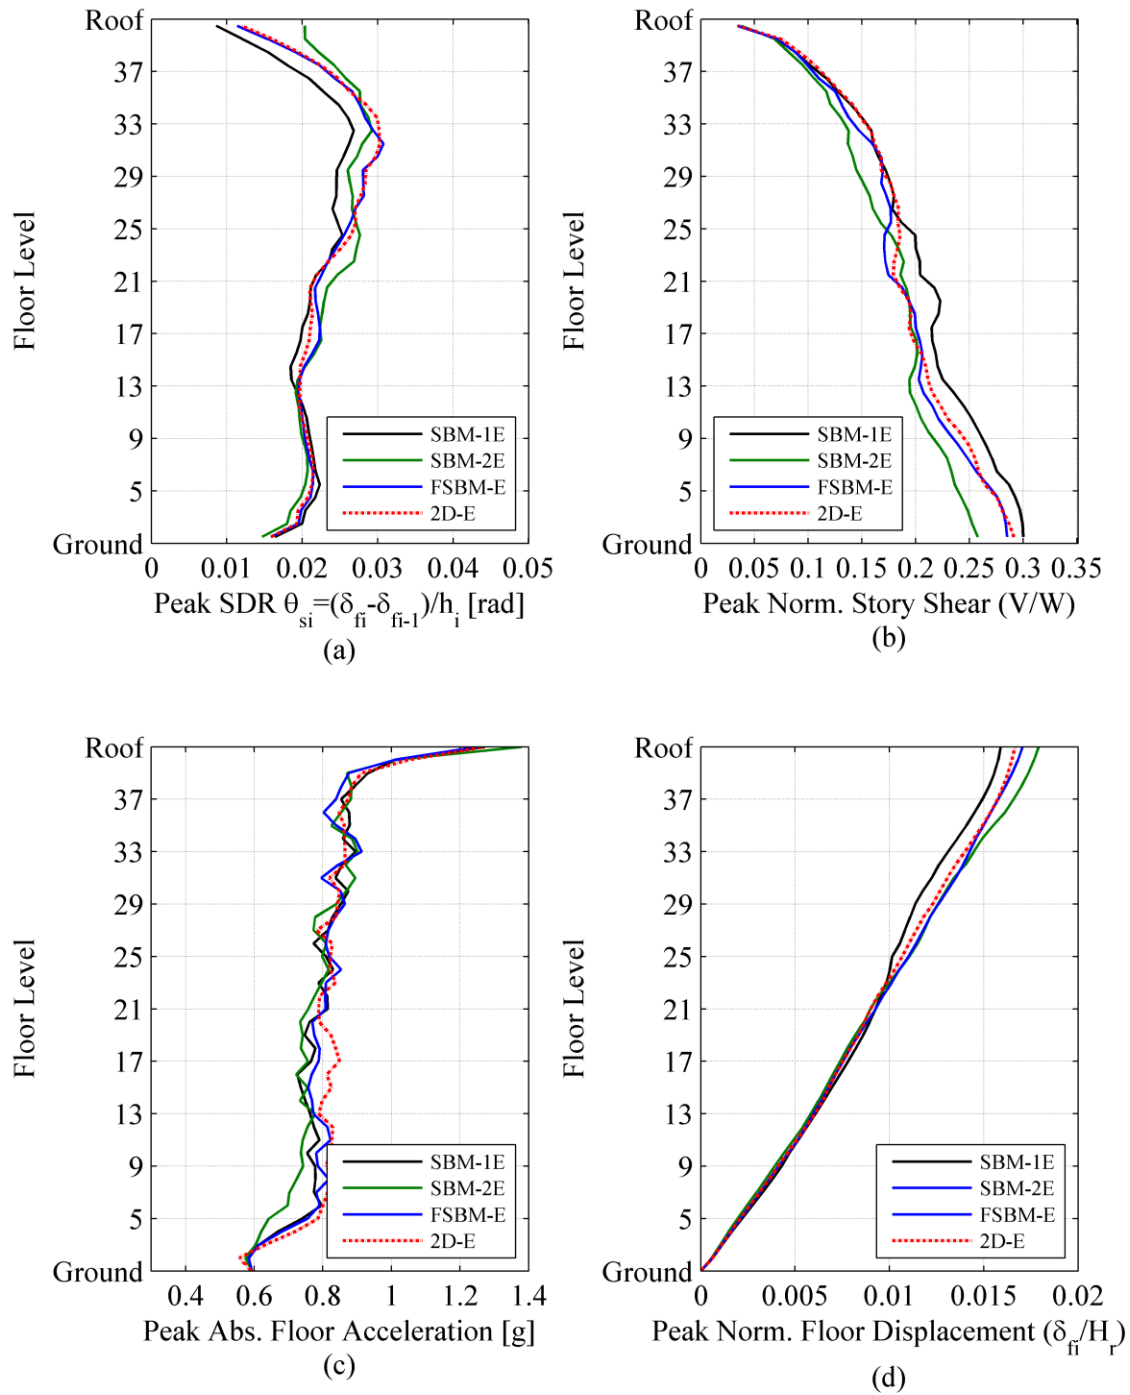 Roof
37
33
29
25
21
17
13
9
5
Ground
Floor Level
SBM-1E
SBM-2E
FSBM-E
2D-E
0 0.01 0.02 0.03 0.04 0.05
Peak SDR θsi=(δfi-δfi-1)/hi [rad]
(a)
Roof
37
33
29
25
21
17
13
9
5
Ground
Floor Level
SBM-1E
SBM-2E
FSBM-E
2D-E
0 0.05 0.1 0.15 0.2 0.25 0.3 0.35
Peak Norm. Story Shear (V/W)
(b)
Roof
37
33
29
25
21
17
13
9
5
Ground
Floor Level
SBM-1E
SBM-2E
FSBM-E
2D-E
0.4 0.6 0.8 1 1.2 1.4
Peak Abs. Floor Acceleration [g]
(c)
Roof
37
33
29
25
21
17
13
9
5
Ground
Floor Level
SBM-1E
SBM-2E
FSBM-E
2D-E
0 0.005 0.01 0.015 0.02
Peak Norm. Floor Displacement (δfi/Hr)
(d)